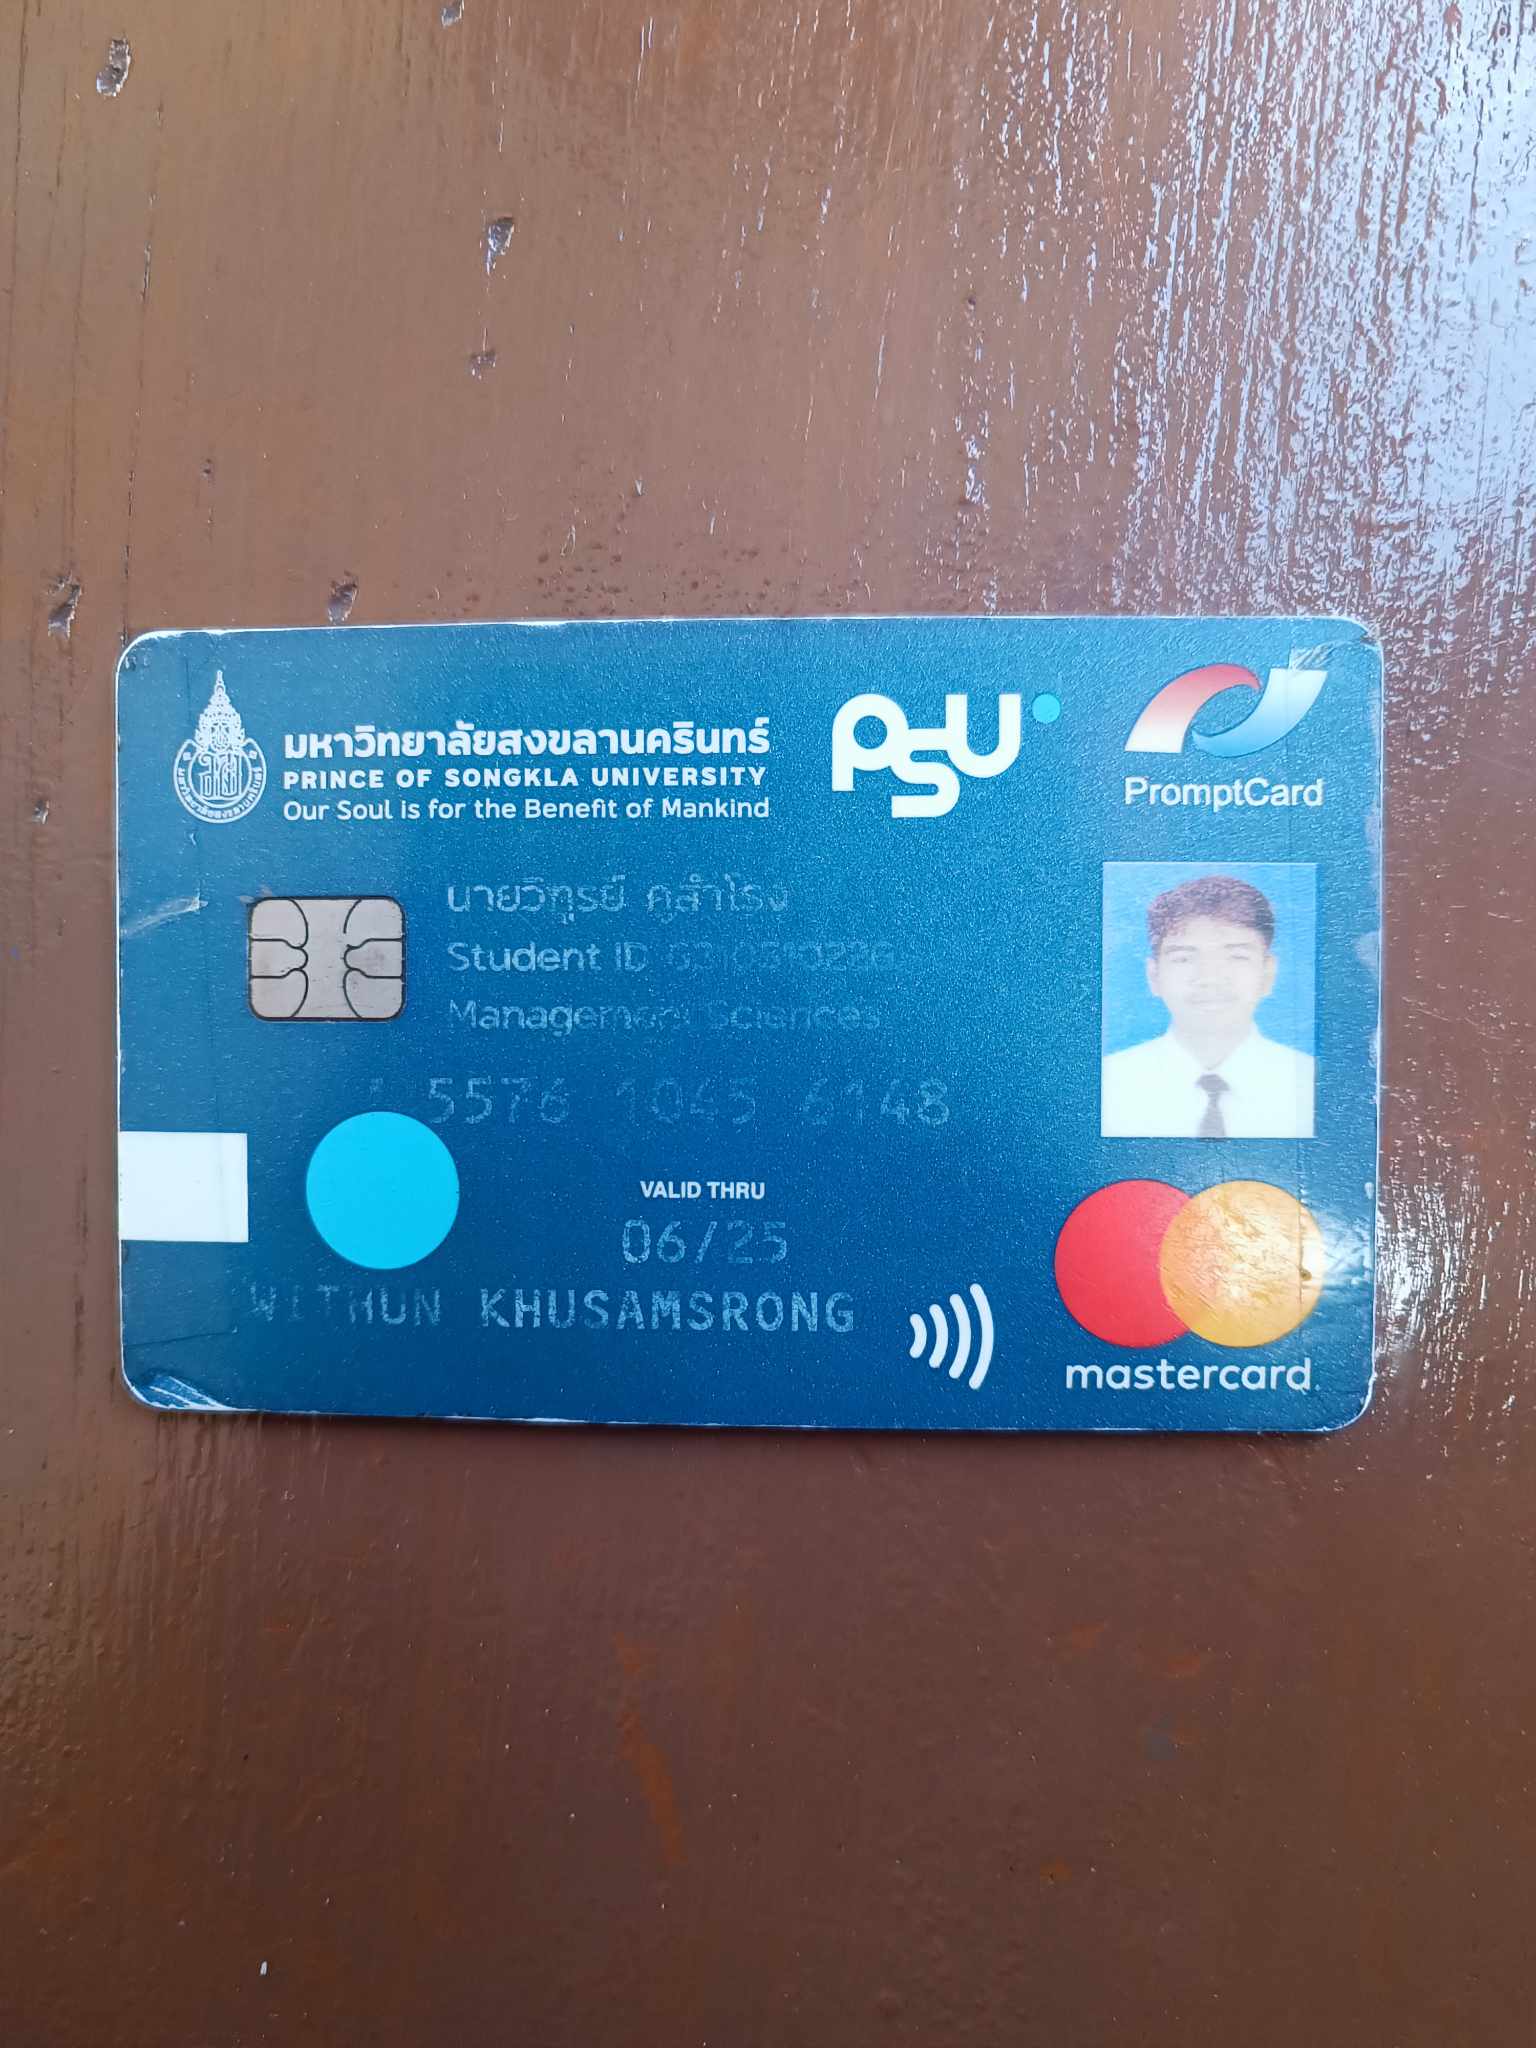 มหาวิทยาลัยสงขลานครินทร์
PRINCE OF SONGKLA UNIVERSITY
Our Soul is for the Benefit of Mankind
PSU
PromptCard
นายวิฑูรย์ คูสำโรง
Student ID
Management Sciences
5576 1045 6148
VALID THRU
06/25
WITHUN KHUSAMSRONG
mastercard